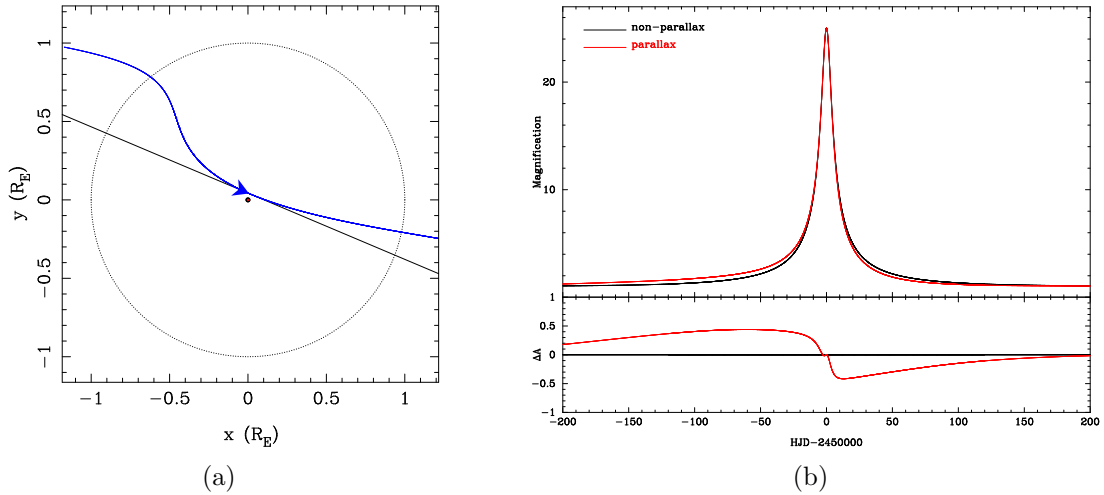 1
0.5
0
−0.5
−1
y (R_E)
−1 −0.5 0 0.5 1
x (R_E)
(a)
non-parallax
parallax
20
10
Magnification
1
0.5
0
−0.5
−1
ΔA
−200 −150 −100 −50 0 50 100 150 200
HJD−2450000
(b)